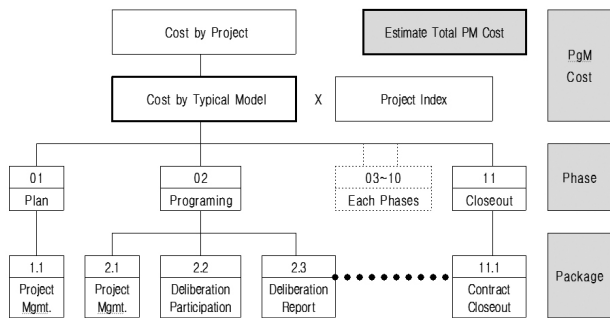 Cost by Project
Estimate Total PM Cost
PgM
Cost
Cost by Typical Model
X
Project Index
01
Plan
02
Programing
03~10
Each Phases
11
Closeout
Phase
1.1
Project
Mgmt.
2.1
Project
Mgmt.
2.2
Deliberation
Participation
2.3
Deliberation
Report
11.1
Contract
Closeout
Package